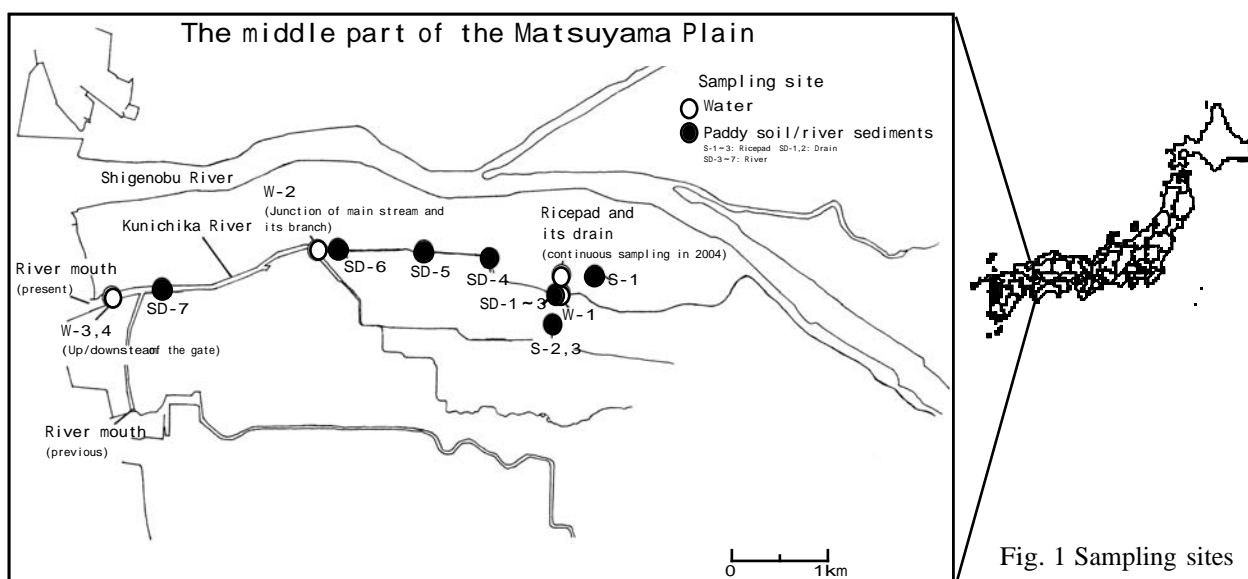 The middle part of the Matsuyama Plain
Sampling site
Water
Paddy soil/river sediments
S-1~3: Ricepad SD-1,2: Drain
SD-3~7: River
Shigenobu River
W-2
(Junction of main stream and
its branch)
Kunichika River
Ricepad and
its drain
(continuous sampling in 2004)
River mouth
(present)
SD-6
SD-5
SD-4
S-1
SD-7
SD-1~3
W-1
W-3,4
(Up/downsteam of the gate)
S-2,3
River mouth
(previous)
0 1km
Fig. 1 Sampling sites